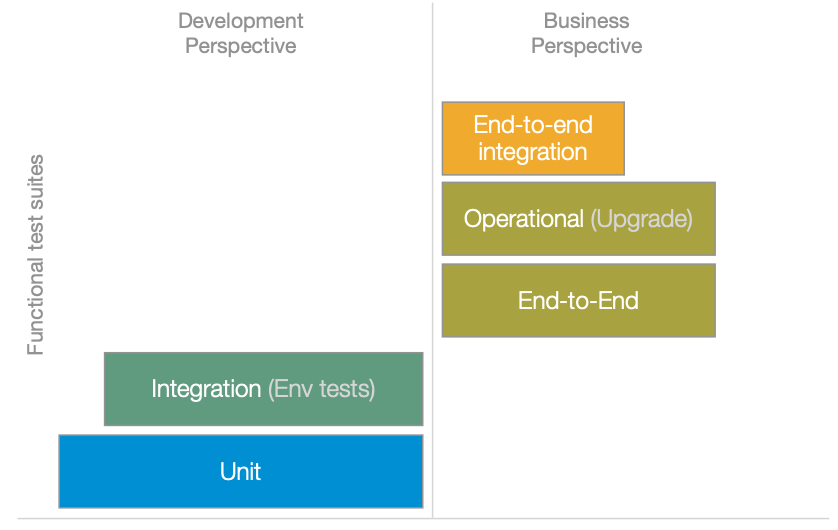 Development
Perspective
Business
Perspective
Functional test suites
End-to-end
integration
Operational (Upgrade)
End-to-End
Integration (Env tests)
Unit